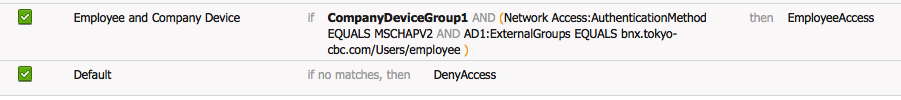 Employee and Company Device if CompanyDeviceGroup1 AND (Network Access:AuthenticationMethod then EmployeeAccess
EQUALS MSCHAPV2 AND AD1:ExternalGroups EQUALS bnx.tokyo-
cbc.com/Users/employee )
Default if no matches, then DenyAccess